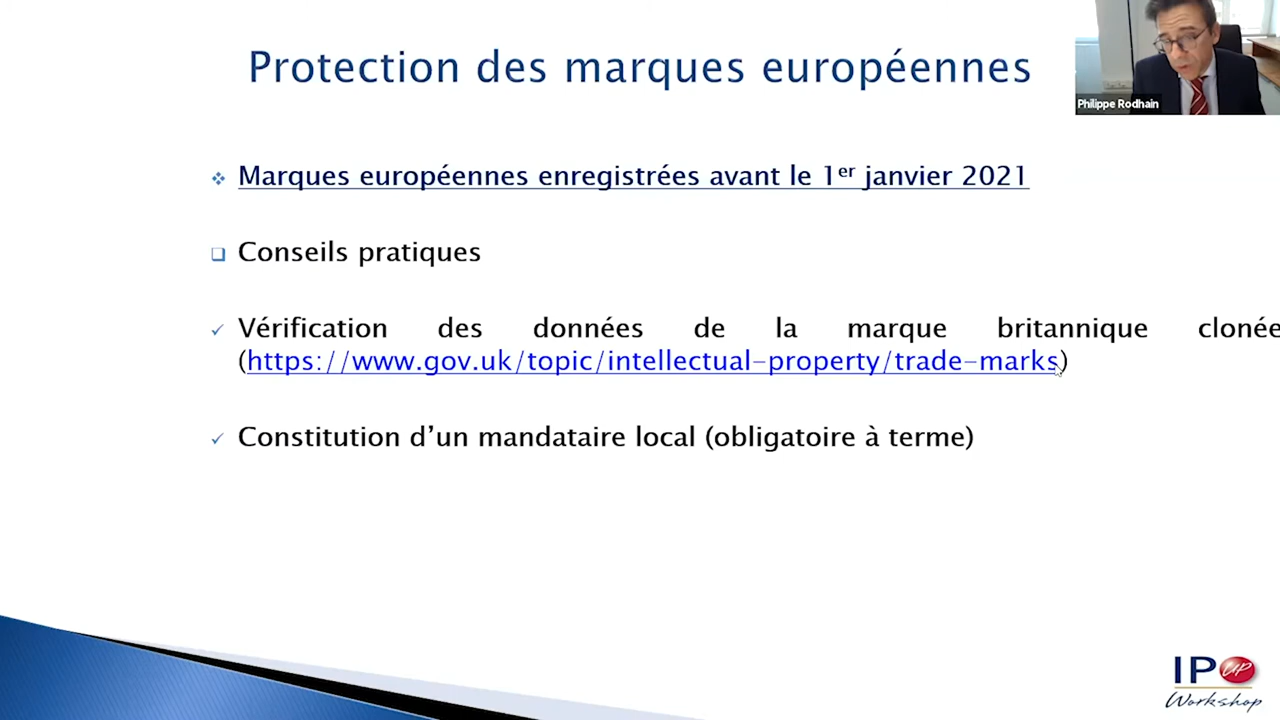 Protection des marques européennes
Philippe Rodhain
Marques européennes enregistrées avant le 1er janvier 2021
Conseils pratiques
Vérification des données de la marque britannique clonée
(https://www.gov.uk/topic/intellectual-property/trade-marks)
Constitution d’un mandataire local (obligatoire à terme)
IP UP
Workshop